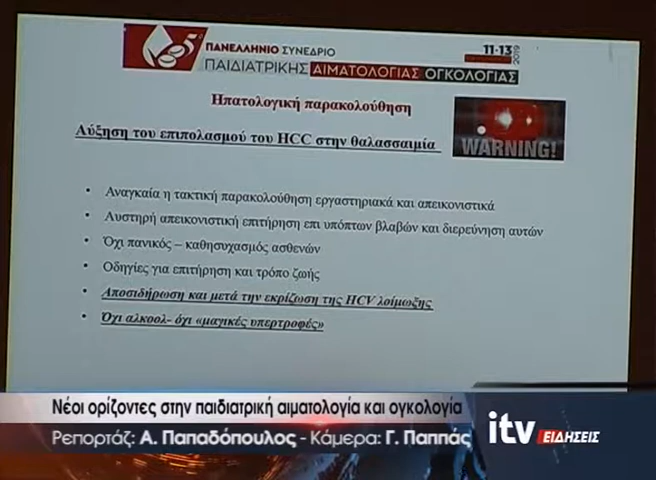 5ο ΠΑΝΕΛΛΗΝΙΟ ΣΥΝΕΔΡΙΟ
11-13
2019
ΠΑΙΔΙΑΤΡΙΚΗΣ ΑΙΜΑΤΟΛΟΓΙΑΣ ΟΓΚΟΛΟΓΙΑΣ
Ηπατολογική παρακολούθηση
Αύξηση του επιπολασμού του HCC στην θαλασσαιμία
WARNING!
• Αναγκαία η τακτική παρακολούθηση εργαστηριακά και απεικονιστικά
• Αυστηρή απεικονιστική επιτήρηση επι υπόπτων βλαβών και διερεύνηση αυτών
• Όχι πανικός – καθησυχασμός ασθενών
• Οδηγίες για επιτήρηση και τρόπο ζωής
• Αποσιδήρωση και μετά την εκρίζωση της HCV λοίμωξης
• Όχι αλκοολ- όχι «μαγικές υπερτροφές»
Νέοι ορίζοντες στην παιδιατρική αιματολογία και ογκολογία
Ρεπορτάζ: Α. Παπαδόπουλος - Κάμερα: Γ. Παππάς
itv ΕΙΔΗΣΕΙΣ